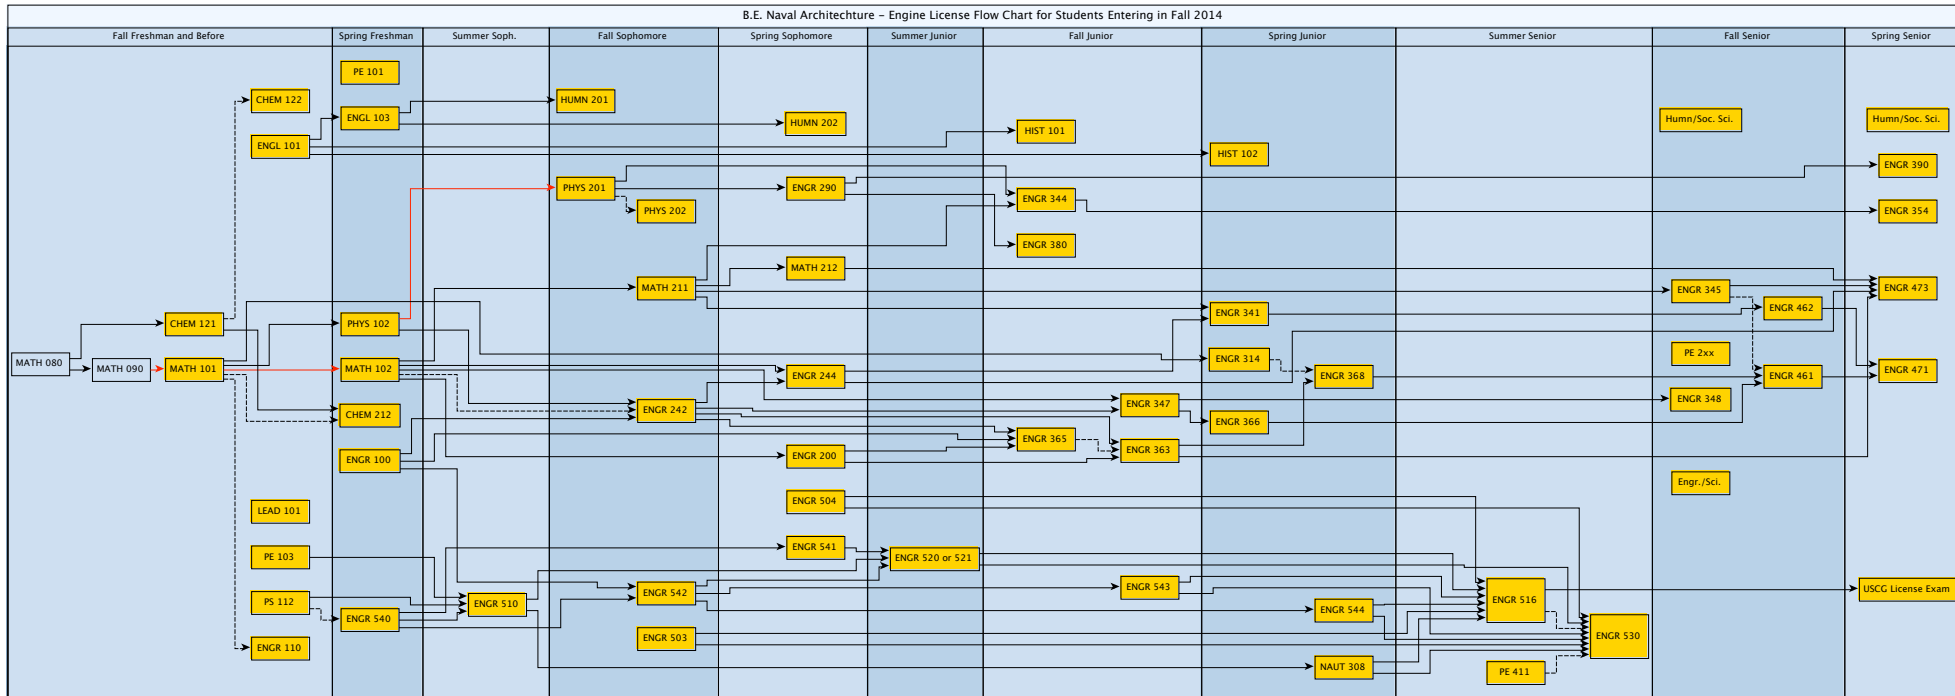 B.E. Naval Architechture – Engine License Flow Chart for Students Entering in Fall 2014
Fall Freshman and Before
Spring Freshman
Summer Soph.
Fall Sophomore
Spring Sophomore
Summer Junior
Fall Junior
Spring Junior
Summer Senior
Fall Senior
Spring Senior
MATH 080
MATH 090
CHEM 121
MATH 101
CHEM 122
ENGL 101
LEAD 101
PE 103
PS 112
ENGR 110
PE 101
ENGL 103
PHYS 102
MATH 102
CHEM 212
ENGR 100
ENGR 540
ENGR 510
HUMN 201
PHYS 201
PHYS 202
MATH 211
ENGR 242
ENGR 542
ENGR 503
HUMN 202
ENGR 290
MATH 212
ENGR 244
ENGR 200
ENGR 504
ENGR 541
ENGR 520 or 521
HIST 101
ENGR 344
ENGR 380
ENGR 347
ENGR 365
ENGR 363
ENGR 543
HIST 102
ENGR 341
ENGR 314
ENGR 368
ENGR 366
ENGR 544
NAUT 308
ENGR 516
ENGR 530
PE 411
Humn/Soc. Sci.
ENGR 345
ENGR 462
PE 2xx
ENGR 461
ENGR 348
Engr./Sci.
Humn/Soc. Sci.
ENGR 390
ENGR 354
ENGR 473
ENGR 471
USCG License Exam